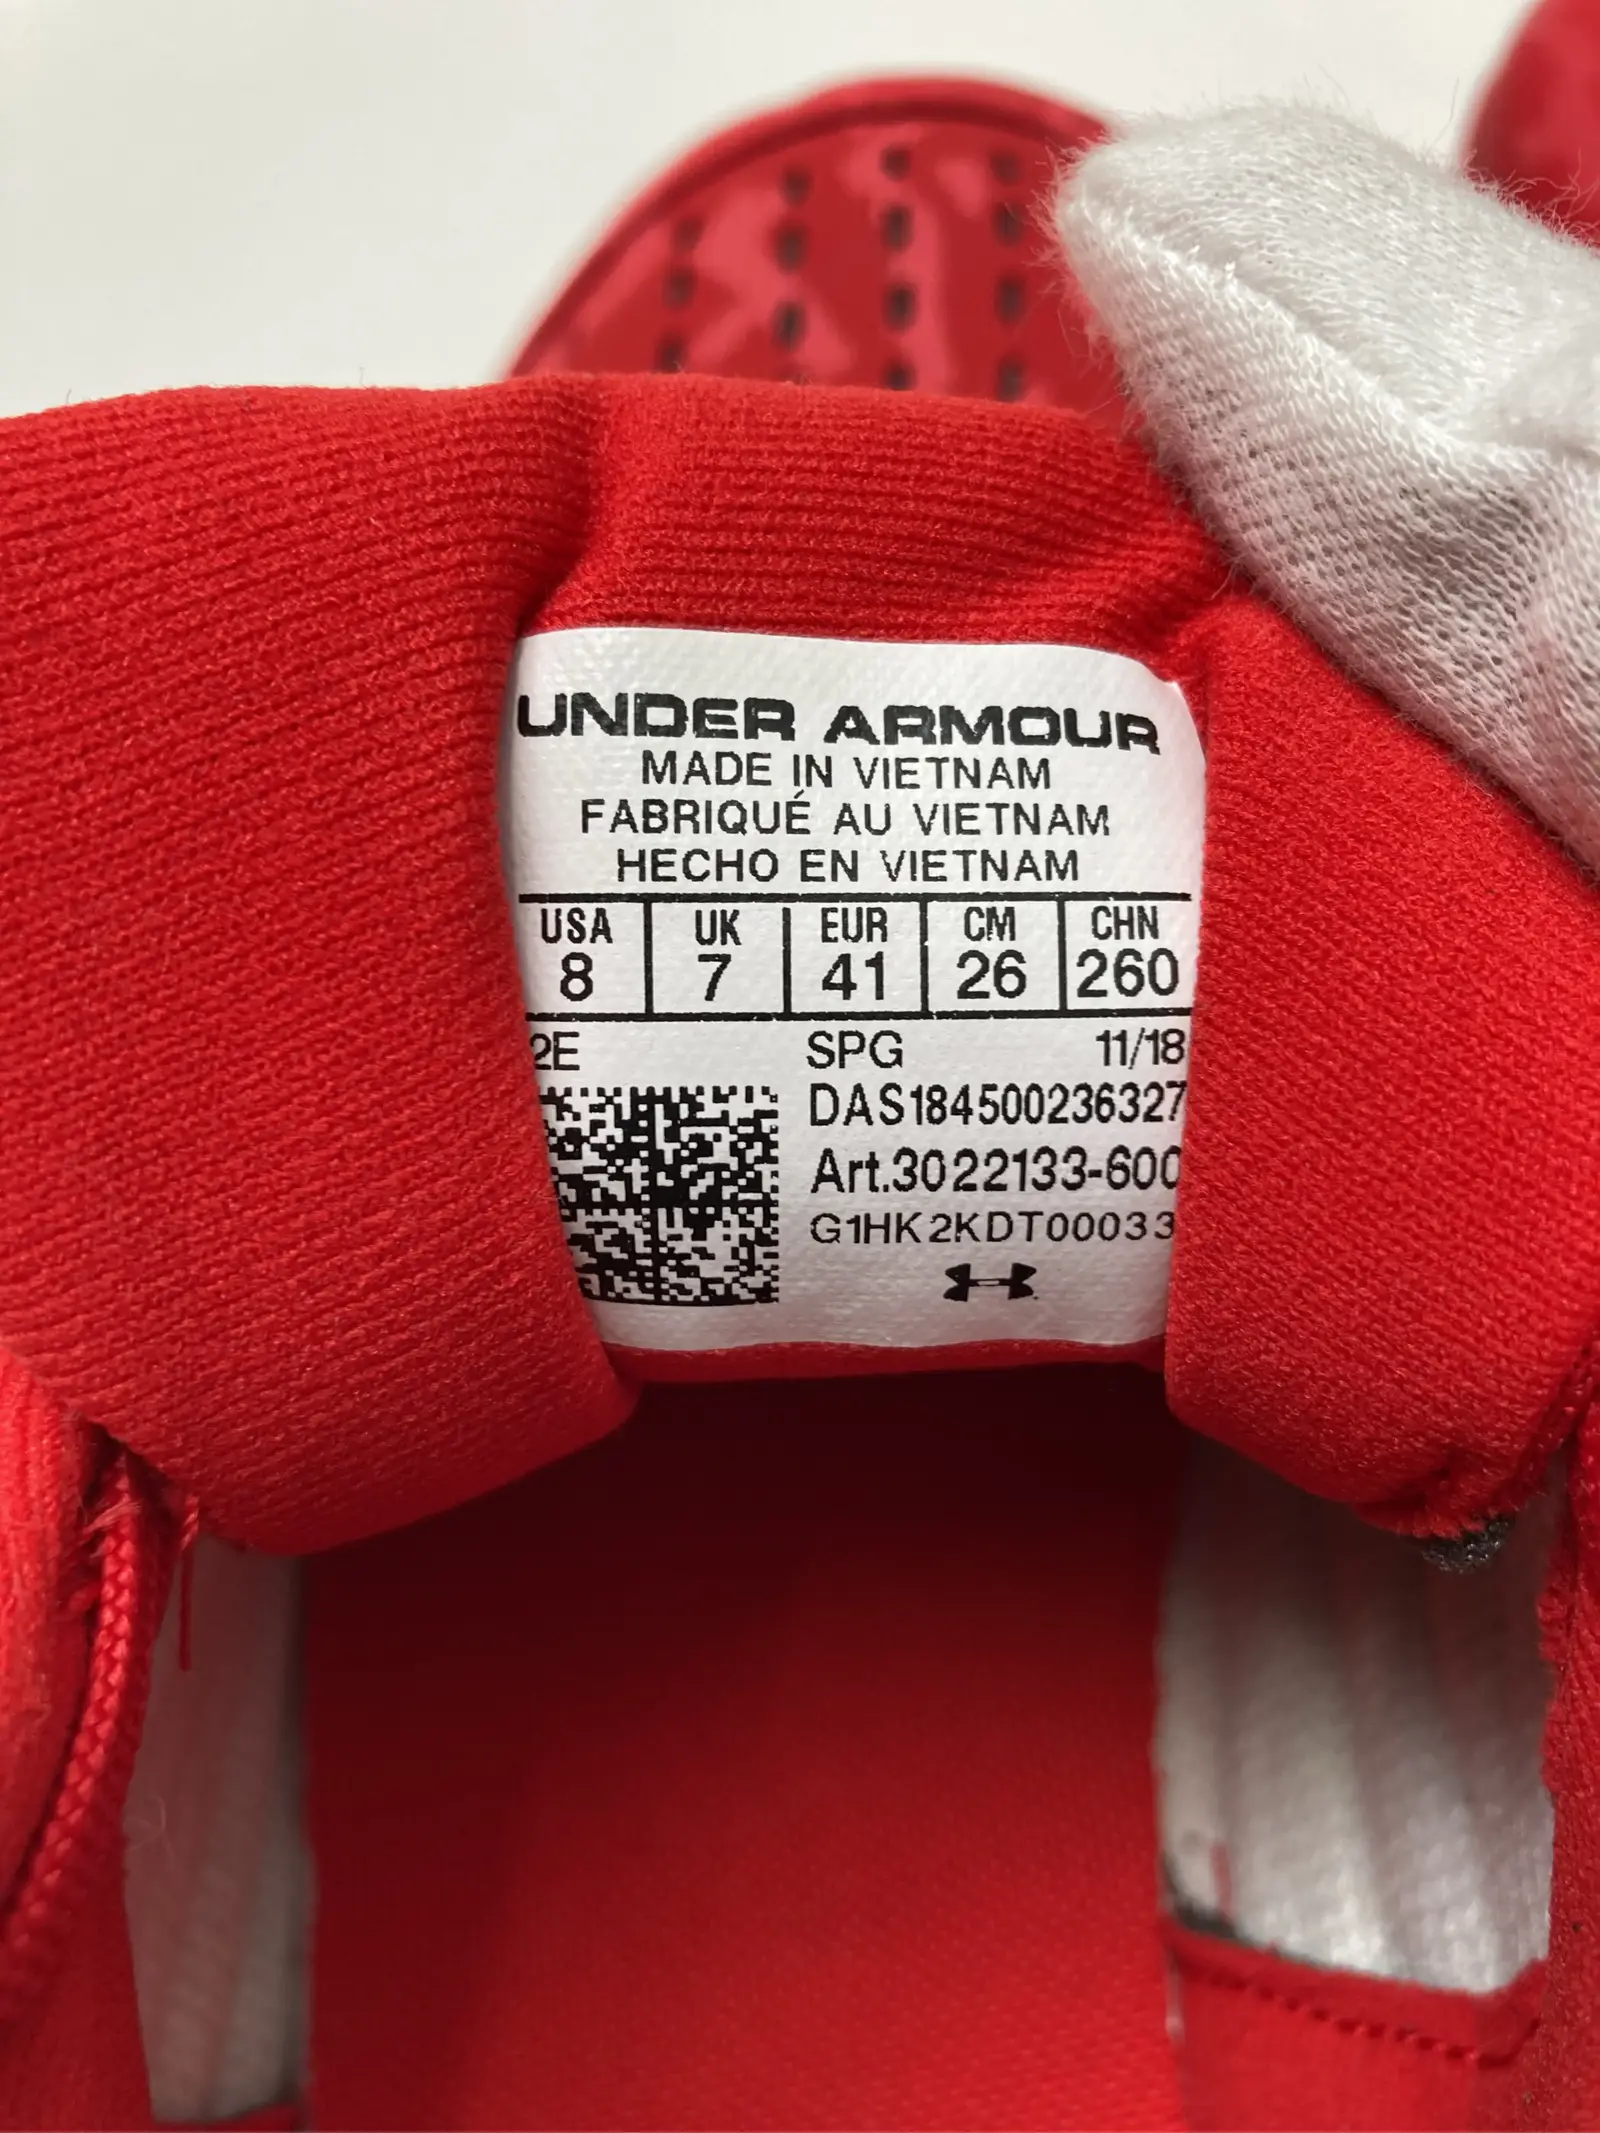 UNDER ARMOUR
MADE IN VIETNAM
FABRIQUÉ AU VIETNAM
HECHO EN VIETNAM
USA UK EUR CM CHN
8 7 41 26 260
2E SPG 11/18
DAS184500236327
Art.3022133-600
G1HK2KDT00033